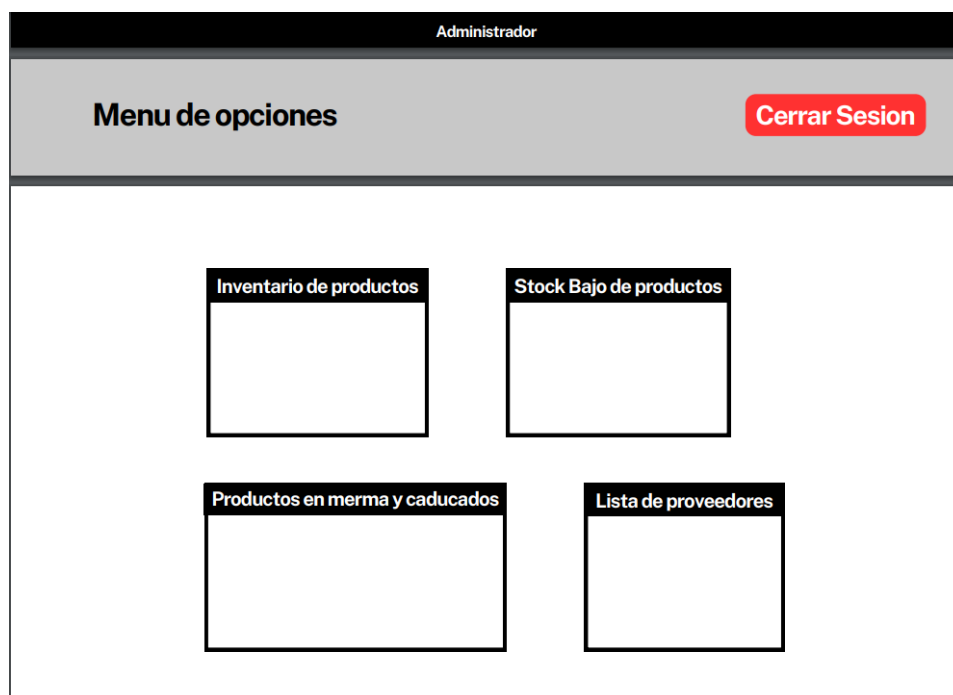 Administrador
Menu de opciones
Cerrar Sesion
Inventario de productos
Stock Bajo de productos
Productos en merma y caducados
Lista de proveedores